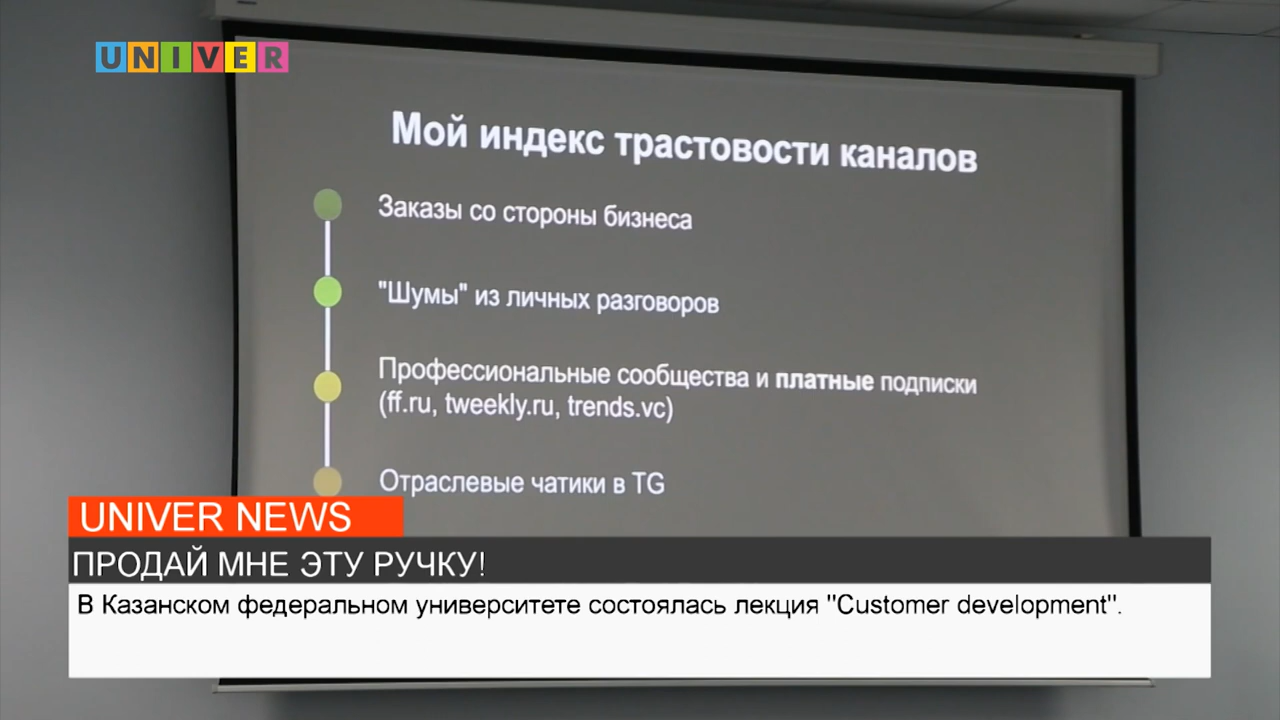 UNIVER
Мой индекс трастовости каналов
Заказы со стороны бизнеса
"Шумы" из личных разговоров
Профессиональные сообщества и платные подписки
(ff.ru, tweekly.ru, trends.vc)
Отраслевые чатики в TG
UNIVER NEWS
ПРОДАЙ МНЕ ЭТУ РУЧКУ!
В Казанском федеральном университете состоялась лекция "Customer development".